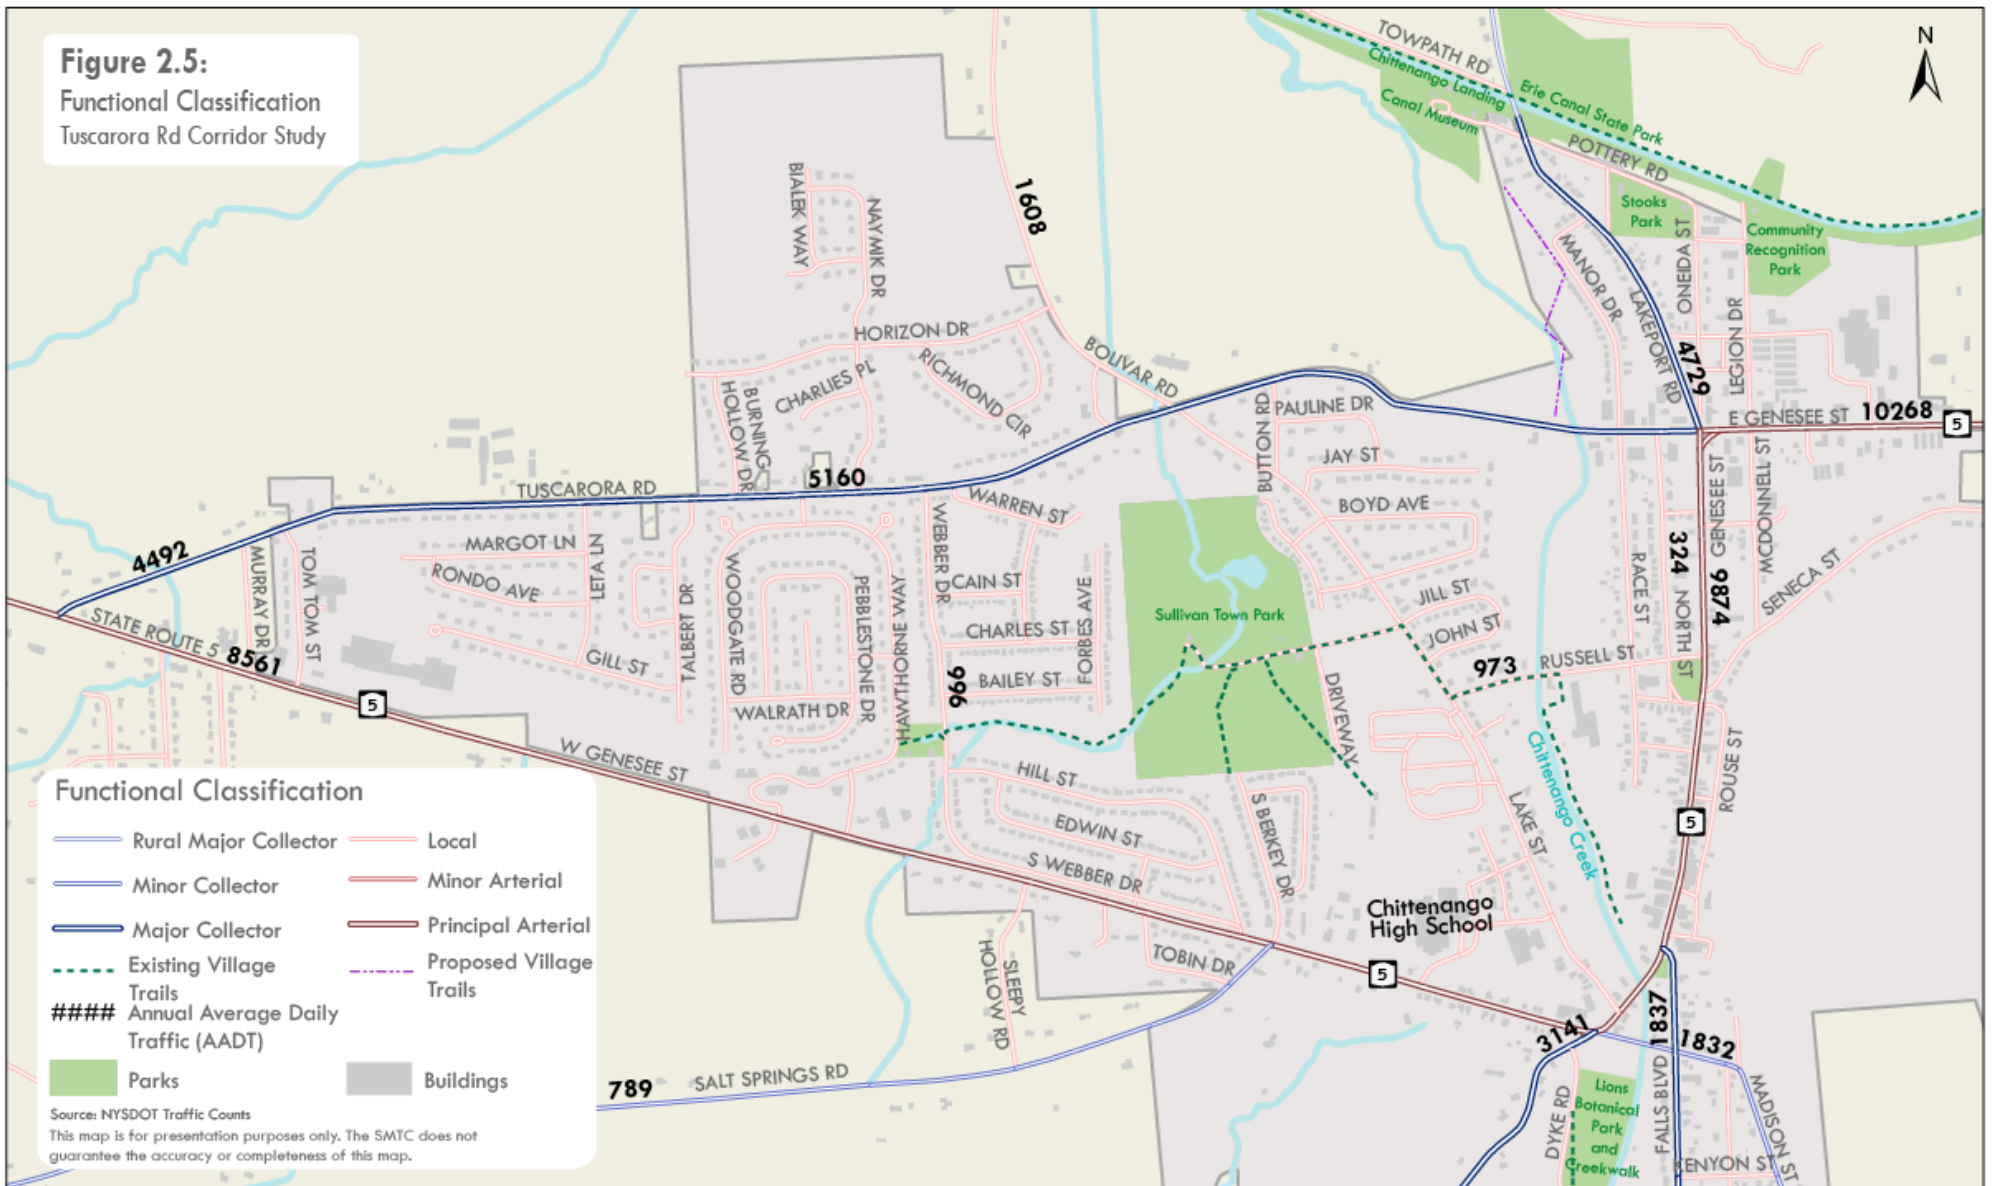 Figure 2.5:
Functional Classification
Tuscarora Rd Corridor Study
N
TOWPATH RD
Chittenango Landing
Canal Museum
Erie Canal State Park
POTTERY RD
Stooks
Park
Community
Recognition
Park
ONEIDA ST
MANOR DR
LAKEPORT RD
4729
LEGION DR
1608
BIALEK WAY
NAYMIK DR
HORIZON DR
RICHMOND CIR
CHARLIES PL
BURNING
HOLLOW DR
BOLIVAR RD
BUTTON RD
PAULINE DR
JAY ST
BOYD AVE
E GENESEE ST
10268
5
GENESEE ST
MCDONNELL ST
SENECA ST
TUSCARORA RD
5160
4492
WARREN ST
WEBBER DR
MARGOT LN
RONDO AVE
LETA LN
MURRAY DR
TOM TOM ST
TALBERT DR
WOODGATE RD
PEBBLESTONE DR
HAWTHORNE WAY
CAIN ST
CHARLES ST
FORBES AVE
BAILEY ST
996
Sullivan Town Park
JILL ST
JOHN ST
973
RUSSELL ST
RACE ST
324
NORTH ST
9874
STATE ROUTE 5
8561
5
GILL ST
WALRATH DR
W GENESEE ST
DRIVEWAY
HILL ST
EDWIN ST
S WEBBER DR
S BERKEY DR
LAKE ST
Chittenango Creek
ROUSE ST
5
Chittenango
High School
5
TOBIN DR
SLEEPY
HOLLOW RD
SALT SPRINGS RD
789
3141
1837
1832
DYKE RD
FALLS BLVD
MADISON ST
KENYON ST
Lions
Botanical
Park
and
Creekwalk
Functional Classification
Rural Major Collector
Local
Minor Collector
Minor Arterial
Major Collector
Principal Arterial
Existing Village
Trails
Proposed Village
Trails
#### Annual Average Daily
Traffic (AADT)
Parks
Buildings
Source: NYSDOT Traffic Counts
This map is for presentation purposes only. The SMTC does not
guarantee the accuracy or completeness of this map.